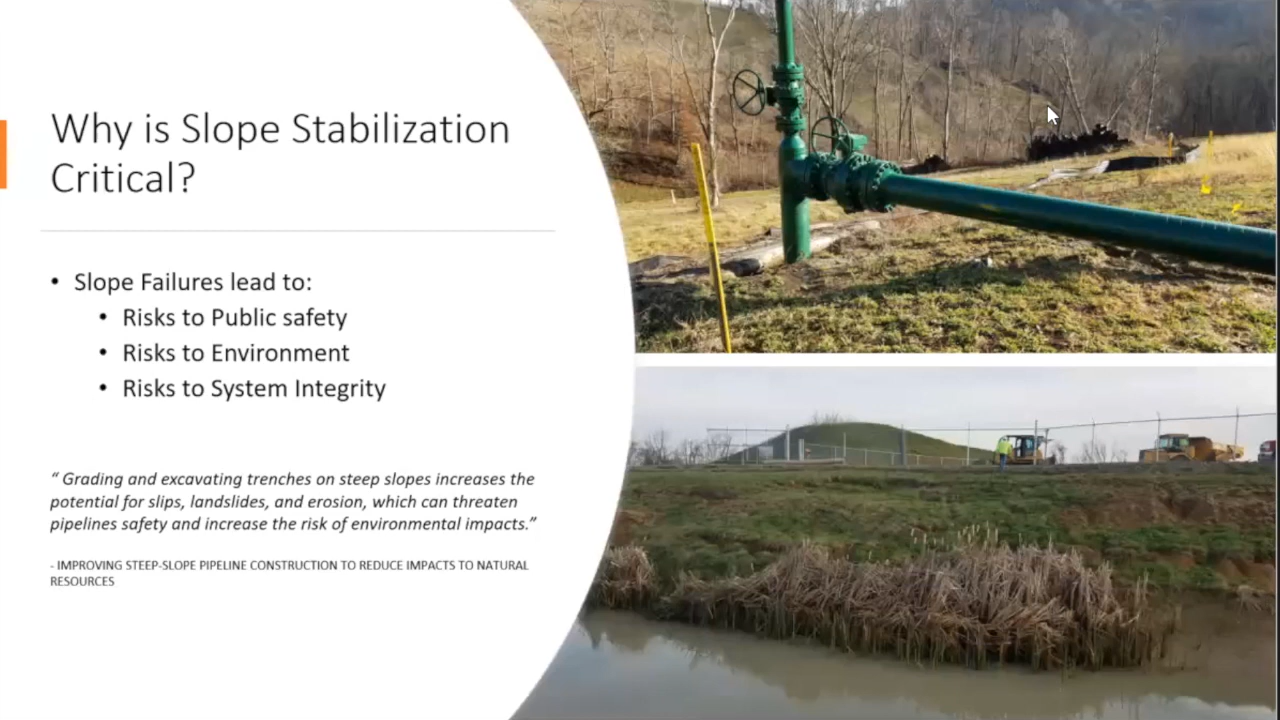 Why is Slope Stabilization
Critical?
• Slope Failures lead to:
• Risks to Public safety
• Risks to Environment
• Risks to System Integrity
“ Grading and excavating trenches on steep slopes increases the
potential for slips, landslides, and erosion, which can threaten
pipelines safety and increase the risk of environmental impacts.”
- IMPROVING STEEP-SLOPE PIPELINE CONSTRUCTION TO REDUCE IMPACTS TO NATURAL
RESOURCES